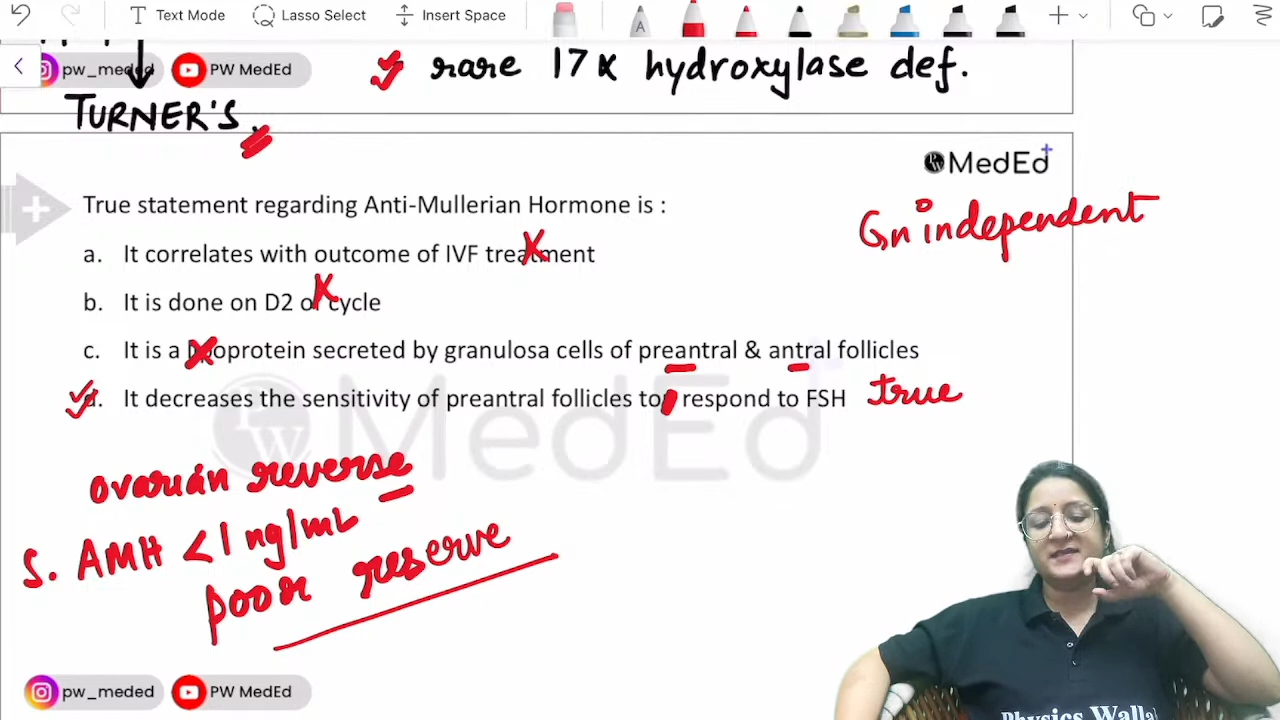 Text Mode Lasso Select Insert Space
pw_meded PW MedEd
rare 17α hydroxylase def.
TURNER'S
MedEd+
True statement regarding Anti-Mullerian Hormone is :
Gn independent
a. It correlates with outcome of IVF treatment
b. It is done on D2 of cycle
c. It is a lipoprotein secreted by granulosa cells of preantral & antral follicles
d. It decreases the sensitivity of preantral follicles to respond to FSH true
PW MedEd
ovarian reverse
S. AMH <1 ng/mL
poor reserve
pw_meded PW MedEd
Physics Walla